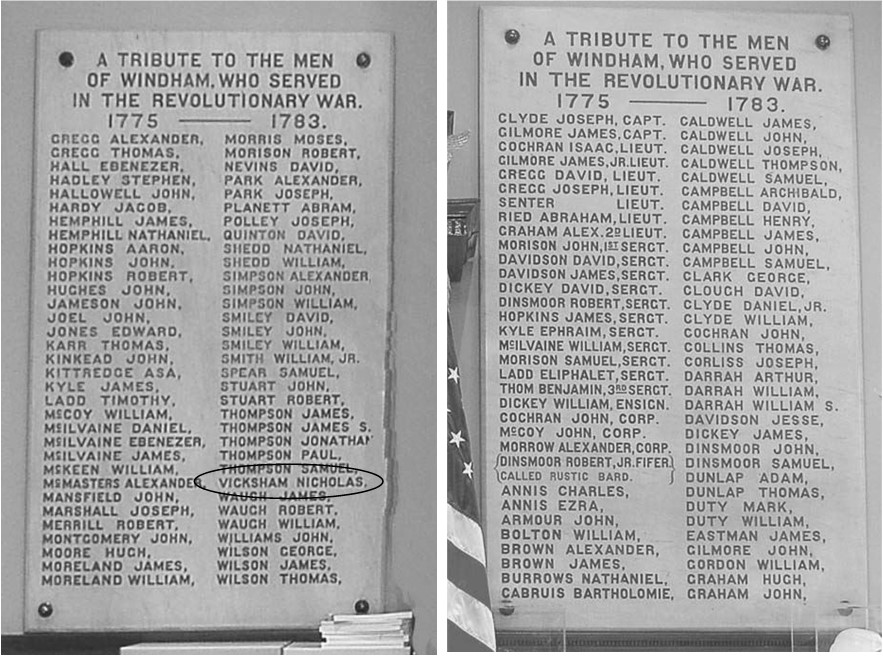 A TRIBUTE TO THE MEN
OF WINDHAM, WHO SERVED
IN THE REVOLUTIONARY WAR.
1775 —— 1783.
GREGG ALEXANDER,
GREGG THOMAS,
HALL EBENEZER,
HADLEY STEPHEN,
HALLOWELL JOHN,
HARDY JACOB,
HEMPHILL JAMES,
HEMPHILL NATHANIEL,
HOPKINS AARON,
HOPKINS JOHN,
HOPKINS ROBERT,
HUGHES JOHN,
JAMESON JOHN,
JOEL JOHN,
JONES EDWARD,
KARR THOMAS,
KINKEAD JOHN,
KITTREDGE ASA,
KYLE JAMES,
LADD TIMOTHY,
McCOY WILLIAM,
McILVAINE DANIEL,
McILVAINE EBENEZER,
McILVAINE JAMES,
McKEEN WILLIAM,
McMASTERS ALEXANDER,
MANSFIELD JOHN,
MARSHALL JOSEPH,
MERRILL ROBERT,
MONTGOMERY JOHN,
MOORE HUGH,
MORELAND JAMES,
MORELAND WILLIAM,
MORRIS MOSES,
MORISON ROBERT,
NEVINS DAVID,
PARK ALEXANDER,
PARK JOSEPH,
PLANETT ABRAM,
POLLEY JOSEPH,
QUINTON DAVID,
SHEDD NATHANIEL,
SHEDD WILLIAM,
SIMPSON ALEXANDER,
SIMPSON JOHN,
SIMPSON WILLIAM,
SMILEY DAVID,
SMILEY JOHN,
SMILEY WILLIAM,
SMITH WILLIAM, JR.
SPEAR SAMUEL,
STUART JOHN,
STUART ROBERT,
THOMPSON JAMES,
THOMPSON JAMES S.
THOMPSON JONATHAN
THOMPSON PAUL,
THOMPSON SAMUEL,
VICKSHAM NICHOLAS,
WAUGH JAMES,
WAUGH ROBERT,
WAUGH WILLIAM,
WILLIAMS JOHN,
WILSON GEORGE,
WILSON JAMES,
WILSON THOMAS,
A TRIBUTE TO THE MEN
OF WINDHAM, WHO SERVED
IN THE REVOLUTIONARY WAR.
1775 —— 1783.
CLYDE JOSEPH, CAPT.
GILMORE JAMES, CAPT.
COCHRAN ISAAC, LIEUT.
GILMORE JAMES, JR. LIEUT.
GREGG DAVID, LIEUT.
GREGG JOSEPH, LIEUT.
SENTER LIEUT.
RIED ABRAHAM, LIEUT.
GRAHAM ALEX. 2D LIEUT.
MORISON JOHN, 1ST SERGT.
DAVIDSON DAVID, SERGT.
DAVIDSON JAMES, SERGT.
DICKEY DAVID, SERGT.
DINSMOOR ROBERT, SERGT.
HOPKINS JAMES, SERGT.
KYLE EPHRAIM, SERGT.
McILVAINE WILLIAM, SERGT.
MORISON SAMUEL, SERGT.
LADD ELIPHALET, SERGT.
THOM BENJAMIN, 3RD SERGT.
DICKEY WILLIAM, ENSIGN.
COCHRAN JOHN, CORP.
McCOY JOHN, CORP.
MORROW ALEXANDER, CORP.
DINSMOOR ROBERT, JR. FIFER
CALLED RUSTIC BARD.
ANNIS CHARLES,
ANNIS EZRA,
ARMOUR JOHN,
BOLTON WILLIAM,
BROWN ALEXANDER,
BROWN JAMES,
BURROWS NATHANIEL,
CABRUIS BARTHOLOMIE,
CALDWELL JAMES,
CALDWELL JOHN,
CALDWELL JOSEPH,
CALDWELL THOMPSON,
CALDWELL SAMUEL,
CAMPBELL ARCHIBALD,
CAMPBELL DAVID,
CAMPBELL HENRY,
CAMPBELL JAMES,
CAMPBELL JOHN,
CAMPBELL SAMUEL,
CLARK GEORGE,
CLOUGH DAVID,
CLYDE DANIEL, JR.
CLYDE WILLIAM,
COCHRAN JOHN,
COLLINS THOMAS,
CORLISS JOSEPH,
DARRAH ARTHUR,
DARRAH WILLIAM,
DARRAH WILLIAM S.
DAVIDSON JESSE,
DICKEY JAMES,
DINSMOOR JOHN,
DINSMOOR SAMUEL,
DUNLAP ADAM,
DUNLAP THOMAS,
DUTY MARK,
DUTY WILLIAM,
EASTMAN JAMES,
GILMORE JOHN,
GORDON WILLIAM,
GRAHAM HUGH,
GRAHAM JOHN,